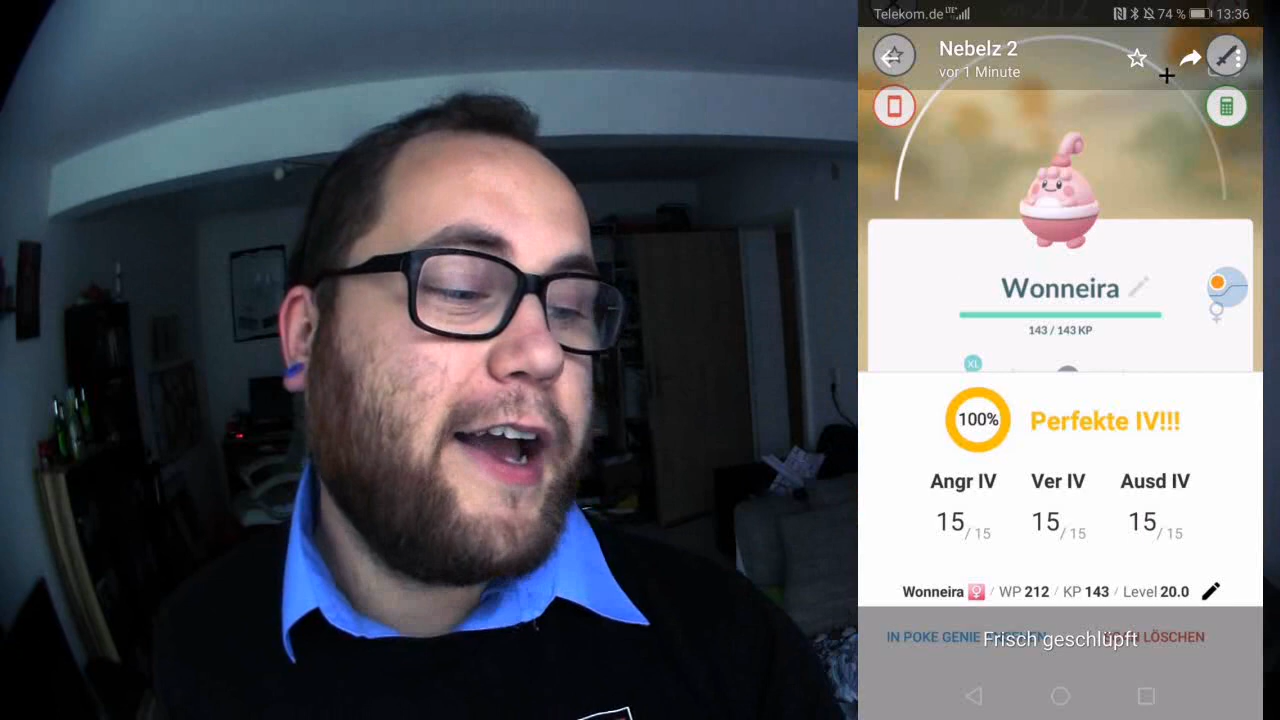 Telekom.de LTE 74 % 13:36
Nebelz 2
vor 1 Minute
Wonneira
143 / 143 KP
XL
100% Perfekte IV!!!
Angr IV Ver IV Ausd IV
15 / 15 15 / 15 15 / 15
Wonneira / WP 212 / KP 143 / Level 20.0
IN POKE GENIE LÖSCHEN
Frisch geschlüpft